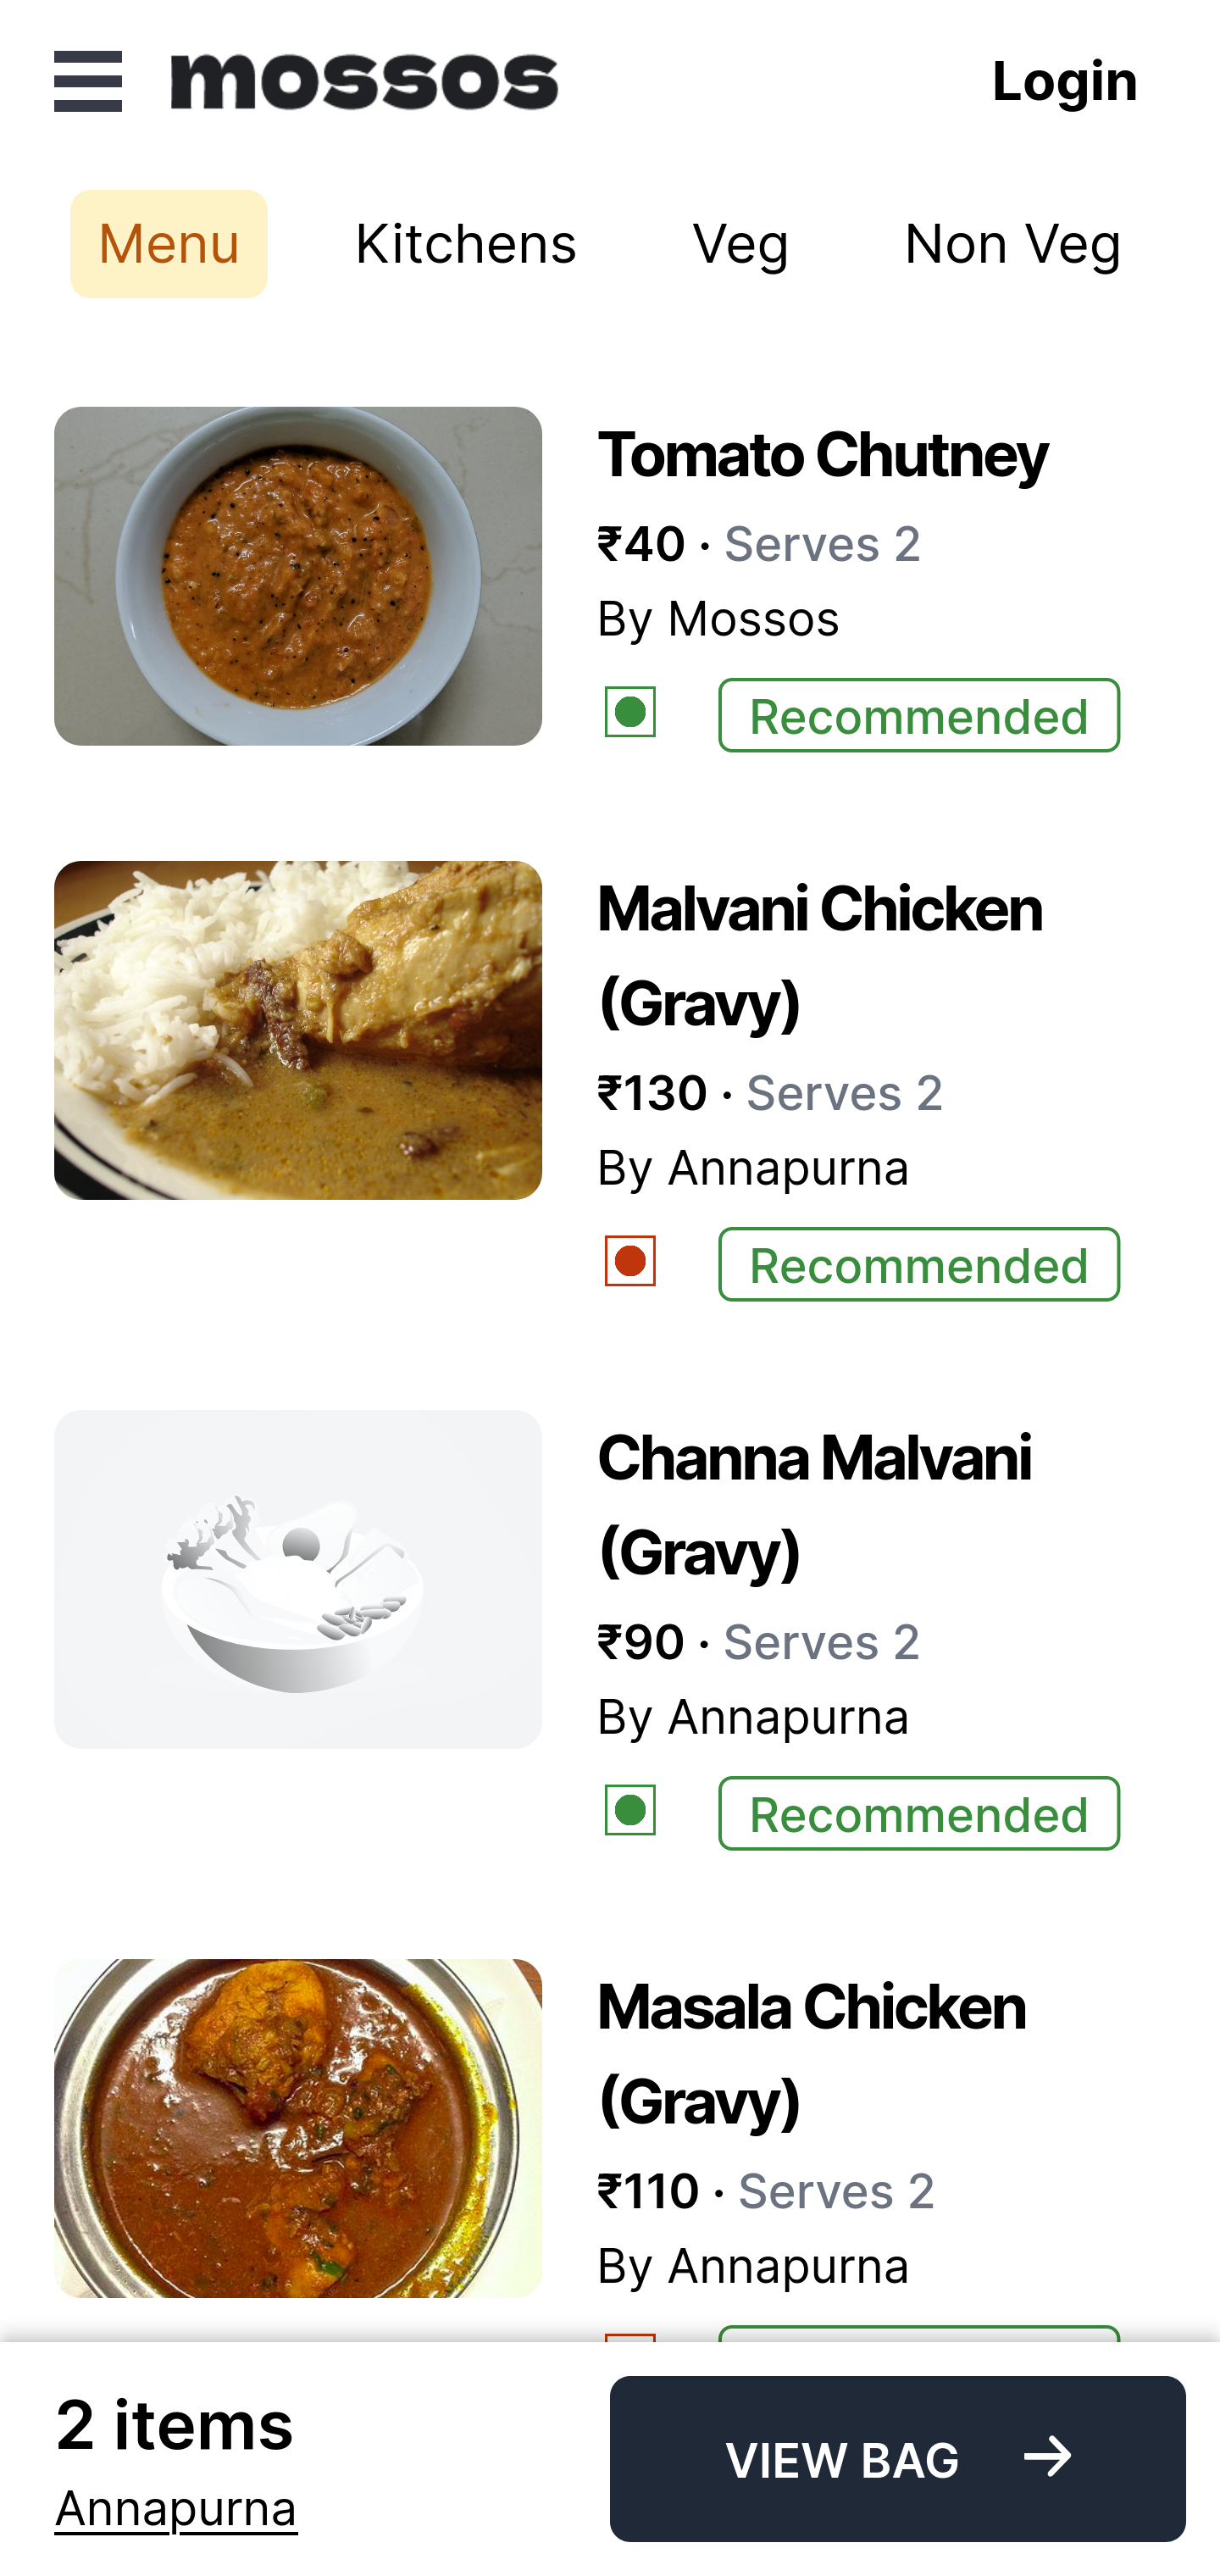 mossos
Login
Menu
Kitchens
Veg
Non Veg
Tomato Chutney
₹40 · Serves 2
By Mossos
Recommended
Malvani Chicken
(Gravy)
₹130 · Serves 2
By Annapurna
Recommended
Channa Malvani
(Gravy)
₹90 · Serves 2
By Annapurna
Recommended
Masala Chicken
(Gravy)
₹110 · Serves 2
By Annapurna
2 items
Annapurna
VIEW BAG →